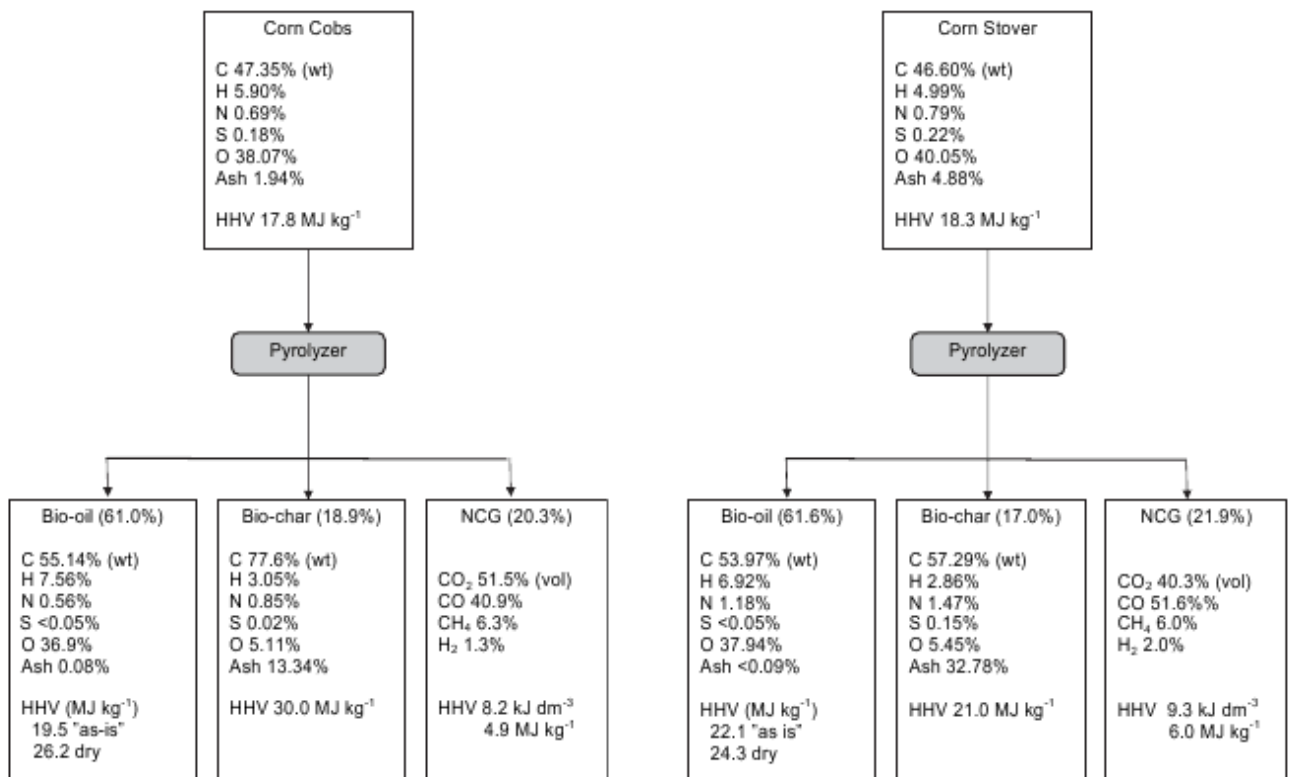 Corn Cobs
C 47.35% (wt)
H 5.90%
N 0.69%
S 0.18%
O 38.07%
Ash 1.94%
HHV 17.8 MJ kg⁻¹
Pyrolyzer
Bio-oil (61.0%)
C 55.14% (wt)
H 7.56%
N 0.56%
S <0.05%
O 36.9%
Ash 0.08%
HHV (MJ kg⁻¹)
19.5 "as-is"
26.2 dry
Bio-char (18.9%)
C 77.6% (wt)
H 3.05%
N 0.85%
S 0.02%
O 5.11%
Ash 13.34%
HHV 30.0 MJ kg⁻¹
NCG (20.3%)
CO₂ 51.5% (vol)
CO 40.9%
CH₄ 6.3%
H₂ 1.3%
HHV 8.2 kJ dm⁻³
4.9 MJ kg⁻¹
Corn Stover
C 46.60% (wt)
H 4.99%
N 0.79%
S 0.22%
O 40.05%
Ash 4.88%
HHV 18.3 MJ kg⁻¹
Pyrolyzer
Bio-oil (61.6%)
C 53.97% (wt)
H 6.92%
N 1.18%
S <0.05%
O 37.94%
Ash <0.09%
HHV (MJ kg⁻¹)
22.1 "as is"
24.3 dry
Bio-char (17.0%)
C 57.29% (wt)
H 2.86%
N 1.47%
S 0.15%
O 5.45%
Ash 32.78%
HHV 21.0 MJ kg⁻¹
NCG (21.9%)
CO₂ 40.3% (vol)
CO 51.6%%
CH₄ 6.0%
H₂ 2.0%
HHV 9.3 kJ dm⁻³
6.0 MJ kg⁻¹